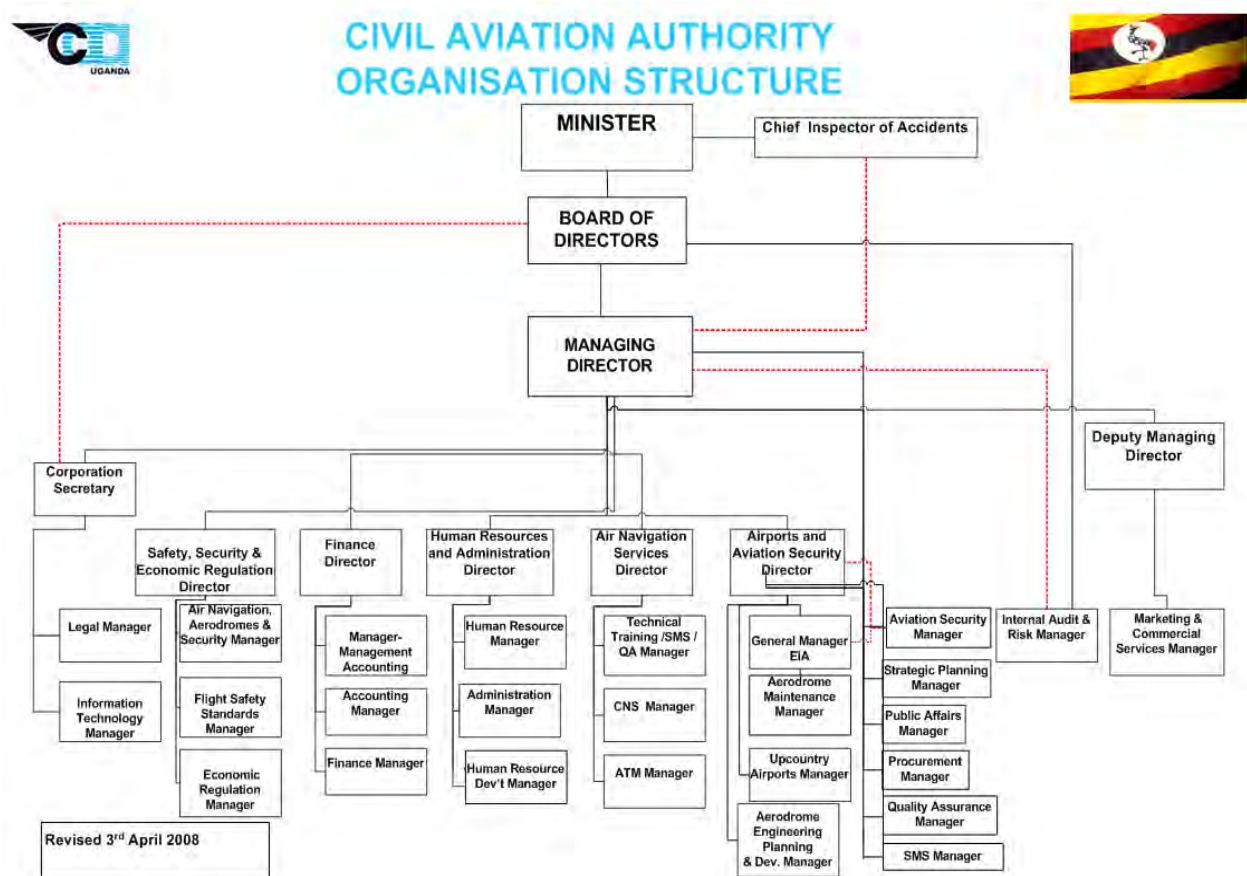 UGANDA
CIVIL AVIATION AUTHORITY
ORGANISATION STRUCTURE
MINISTER
Chief Inspector of Accidents
BOARD OF
DIRECTORS
MANAGING
DIRECTOR
Deputy Managing
Director
Corporation
Secretary
Safety, Security &
Economic Regulation
Director
Finance
Director
Human Resources
and Administration
Director
Air Navigation
Services
Director
Airports and
Aviation Security
Director
Legal Manager
Information
Technology
Manager
Air Navigation,
Aerodromes &
Security Manager
Flight Safety
Standards
Manager
Economic
Regulation
Manager
Manager-
Management
Accounting
Accounting
Manager
Finance Manager
Human Resource
Manager
Administration
Manager
Human Resource
Dev't Manager
Technical
Training /SMS /
QA Manager
CNS Manager
ATM Manager
General Manager
EIA
Aerodrome
Maintenance
Manager
Upcountry
Airports Manager
Aerodrome
Engineering
Planning
& Dev. Manager
Aviation Security
Manager
Strategic Planning
Manager
Public Affairs
Manager
Procurement
Manager
Quality Assurance
Manager
SMS Manager
Internal Audit &
Risk Manager
Marketing &
Commercial
Services Manager
Revised 3rd April 2008